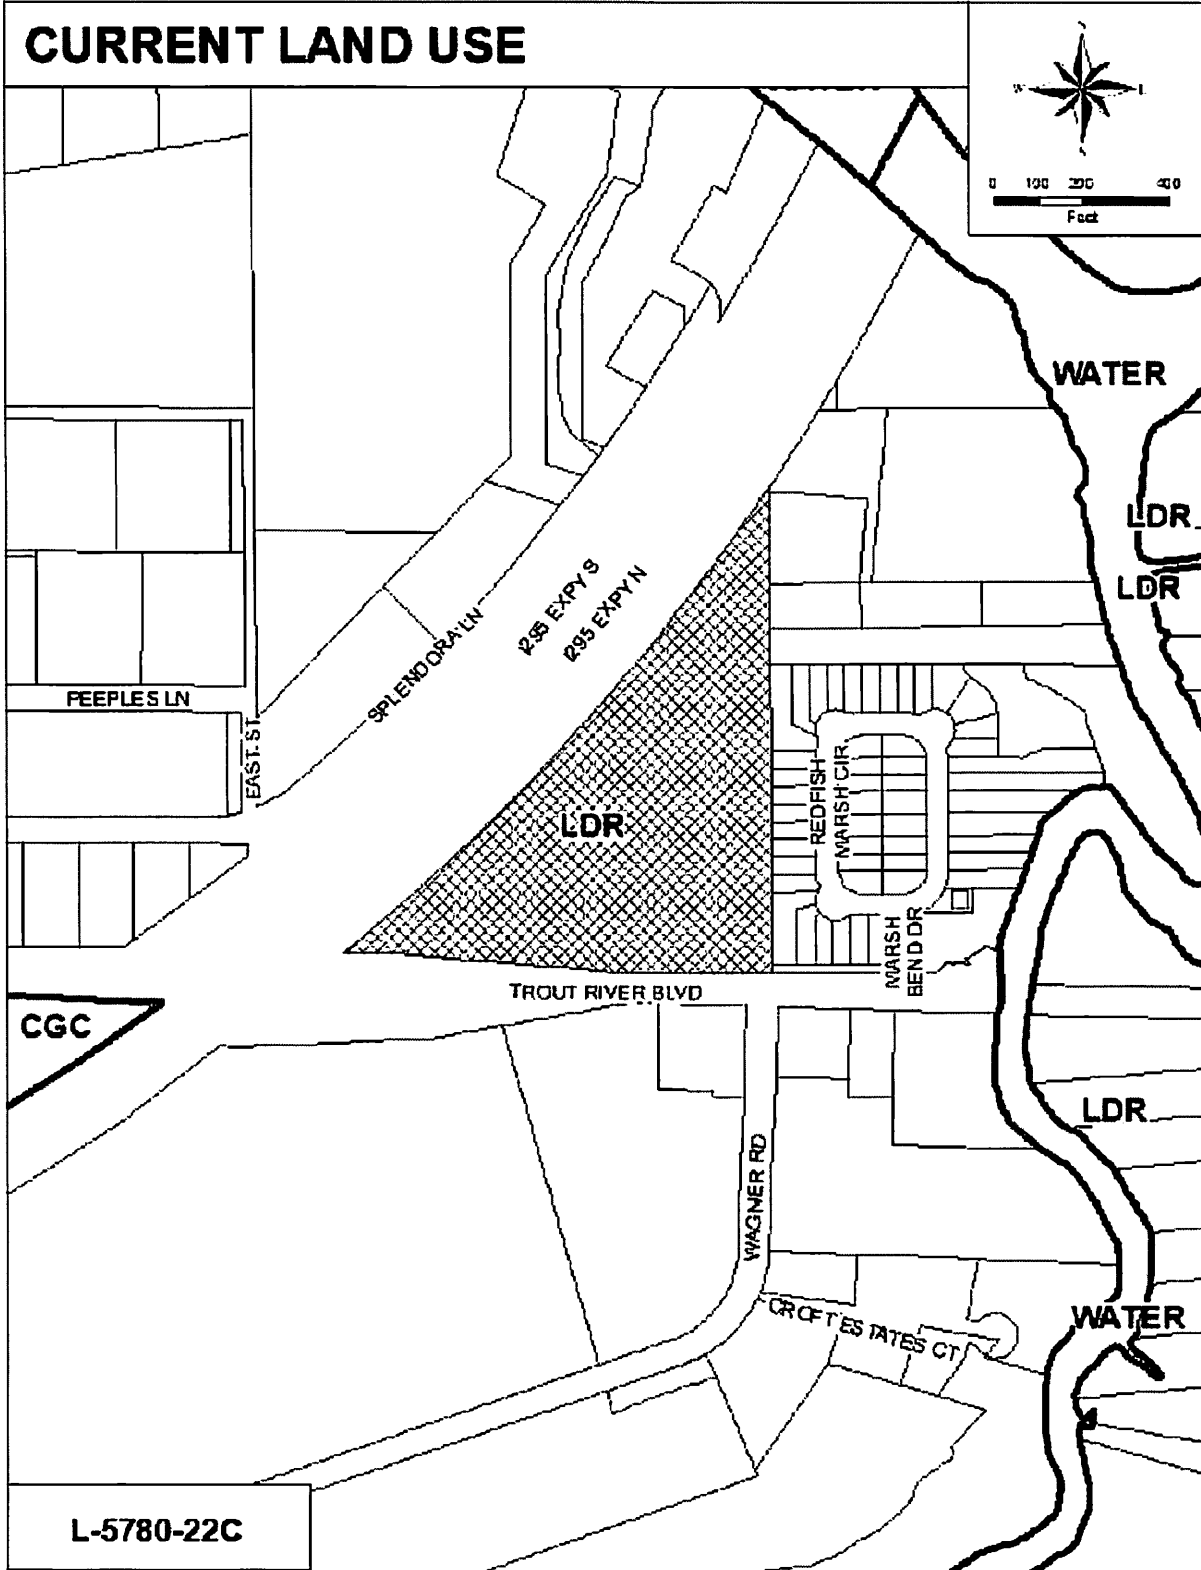 CURRENT LAND USE
W
0 100 200 400
Feet
WATER
LDR
LDR
I295 EXPY S
I295 EXPY N
SPLENDORA LN
PEEPLES LN
EAST ST
LDR
REDFISH
MARSH CIR
MARSH
BEND DR
TROUT RIVER BLVD
CGC
LDR
WAGNER RD
CROFT ESTATES CT
WATER
L-5780-22C